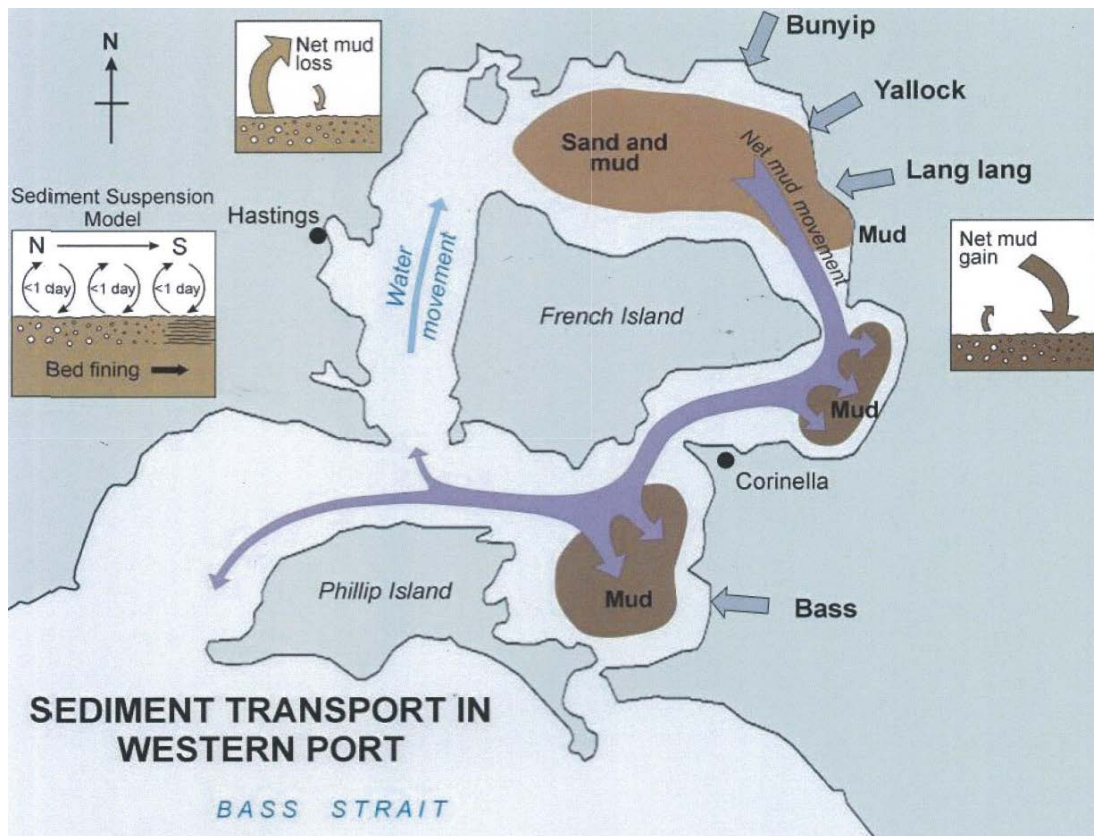 N
Net mud
loss
Bunyip
Yallock
Lang lang
Sand and
mud
Net mud movement
Mud
Sediment Suspension
Model
N
S
<1 day
<1 day
<1 day
Bed fining
Hastings
Water
movement
French Island
Net mud
gain
Mud
Corinella
Phillip Island
Mud
Bass
SEDIMENT TRANSPORT IN
WESTERN PORT
BASS STRAIT